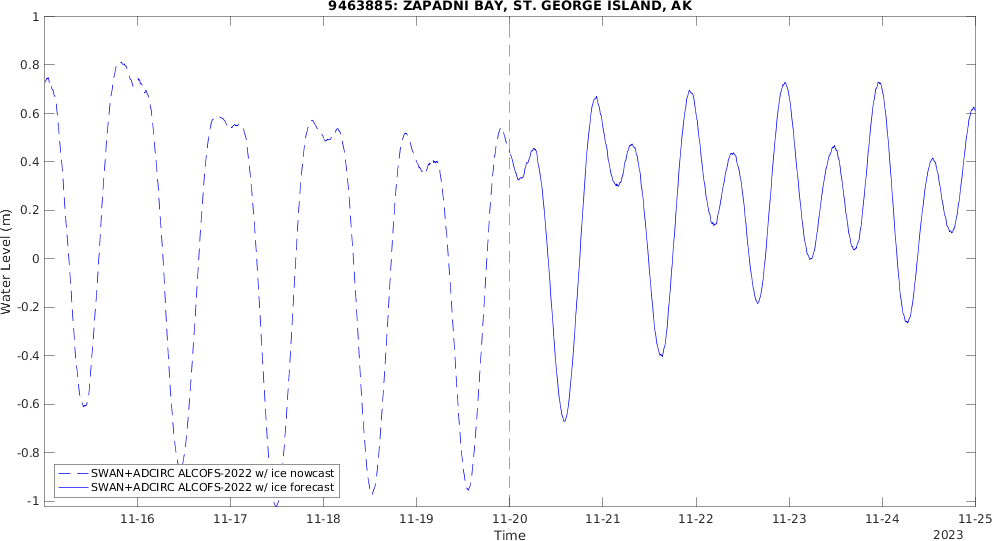 9463885: ZAPADNI BAY, ST. GEORGE ISLAND, AK
1
0.8
0.6
0.4
0.2
0
-0.2
-0.4
-0.6
-0.8
-1
Water Level (m)
SWAN+ADCIRC ALCOFS-2022 w/ ice nowcast
SWAN+ADCIRC ALCOFS-2022 w/ ice forecast
11-16 11-17 11-18 11-19 11-20 11-21 11-22 11-23 11-24 11-25
Time
2023